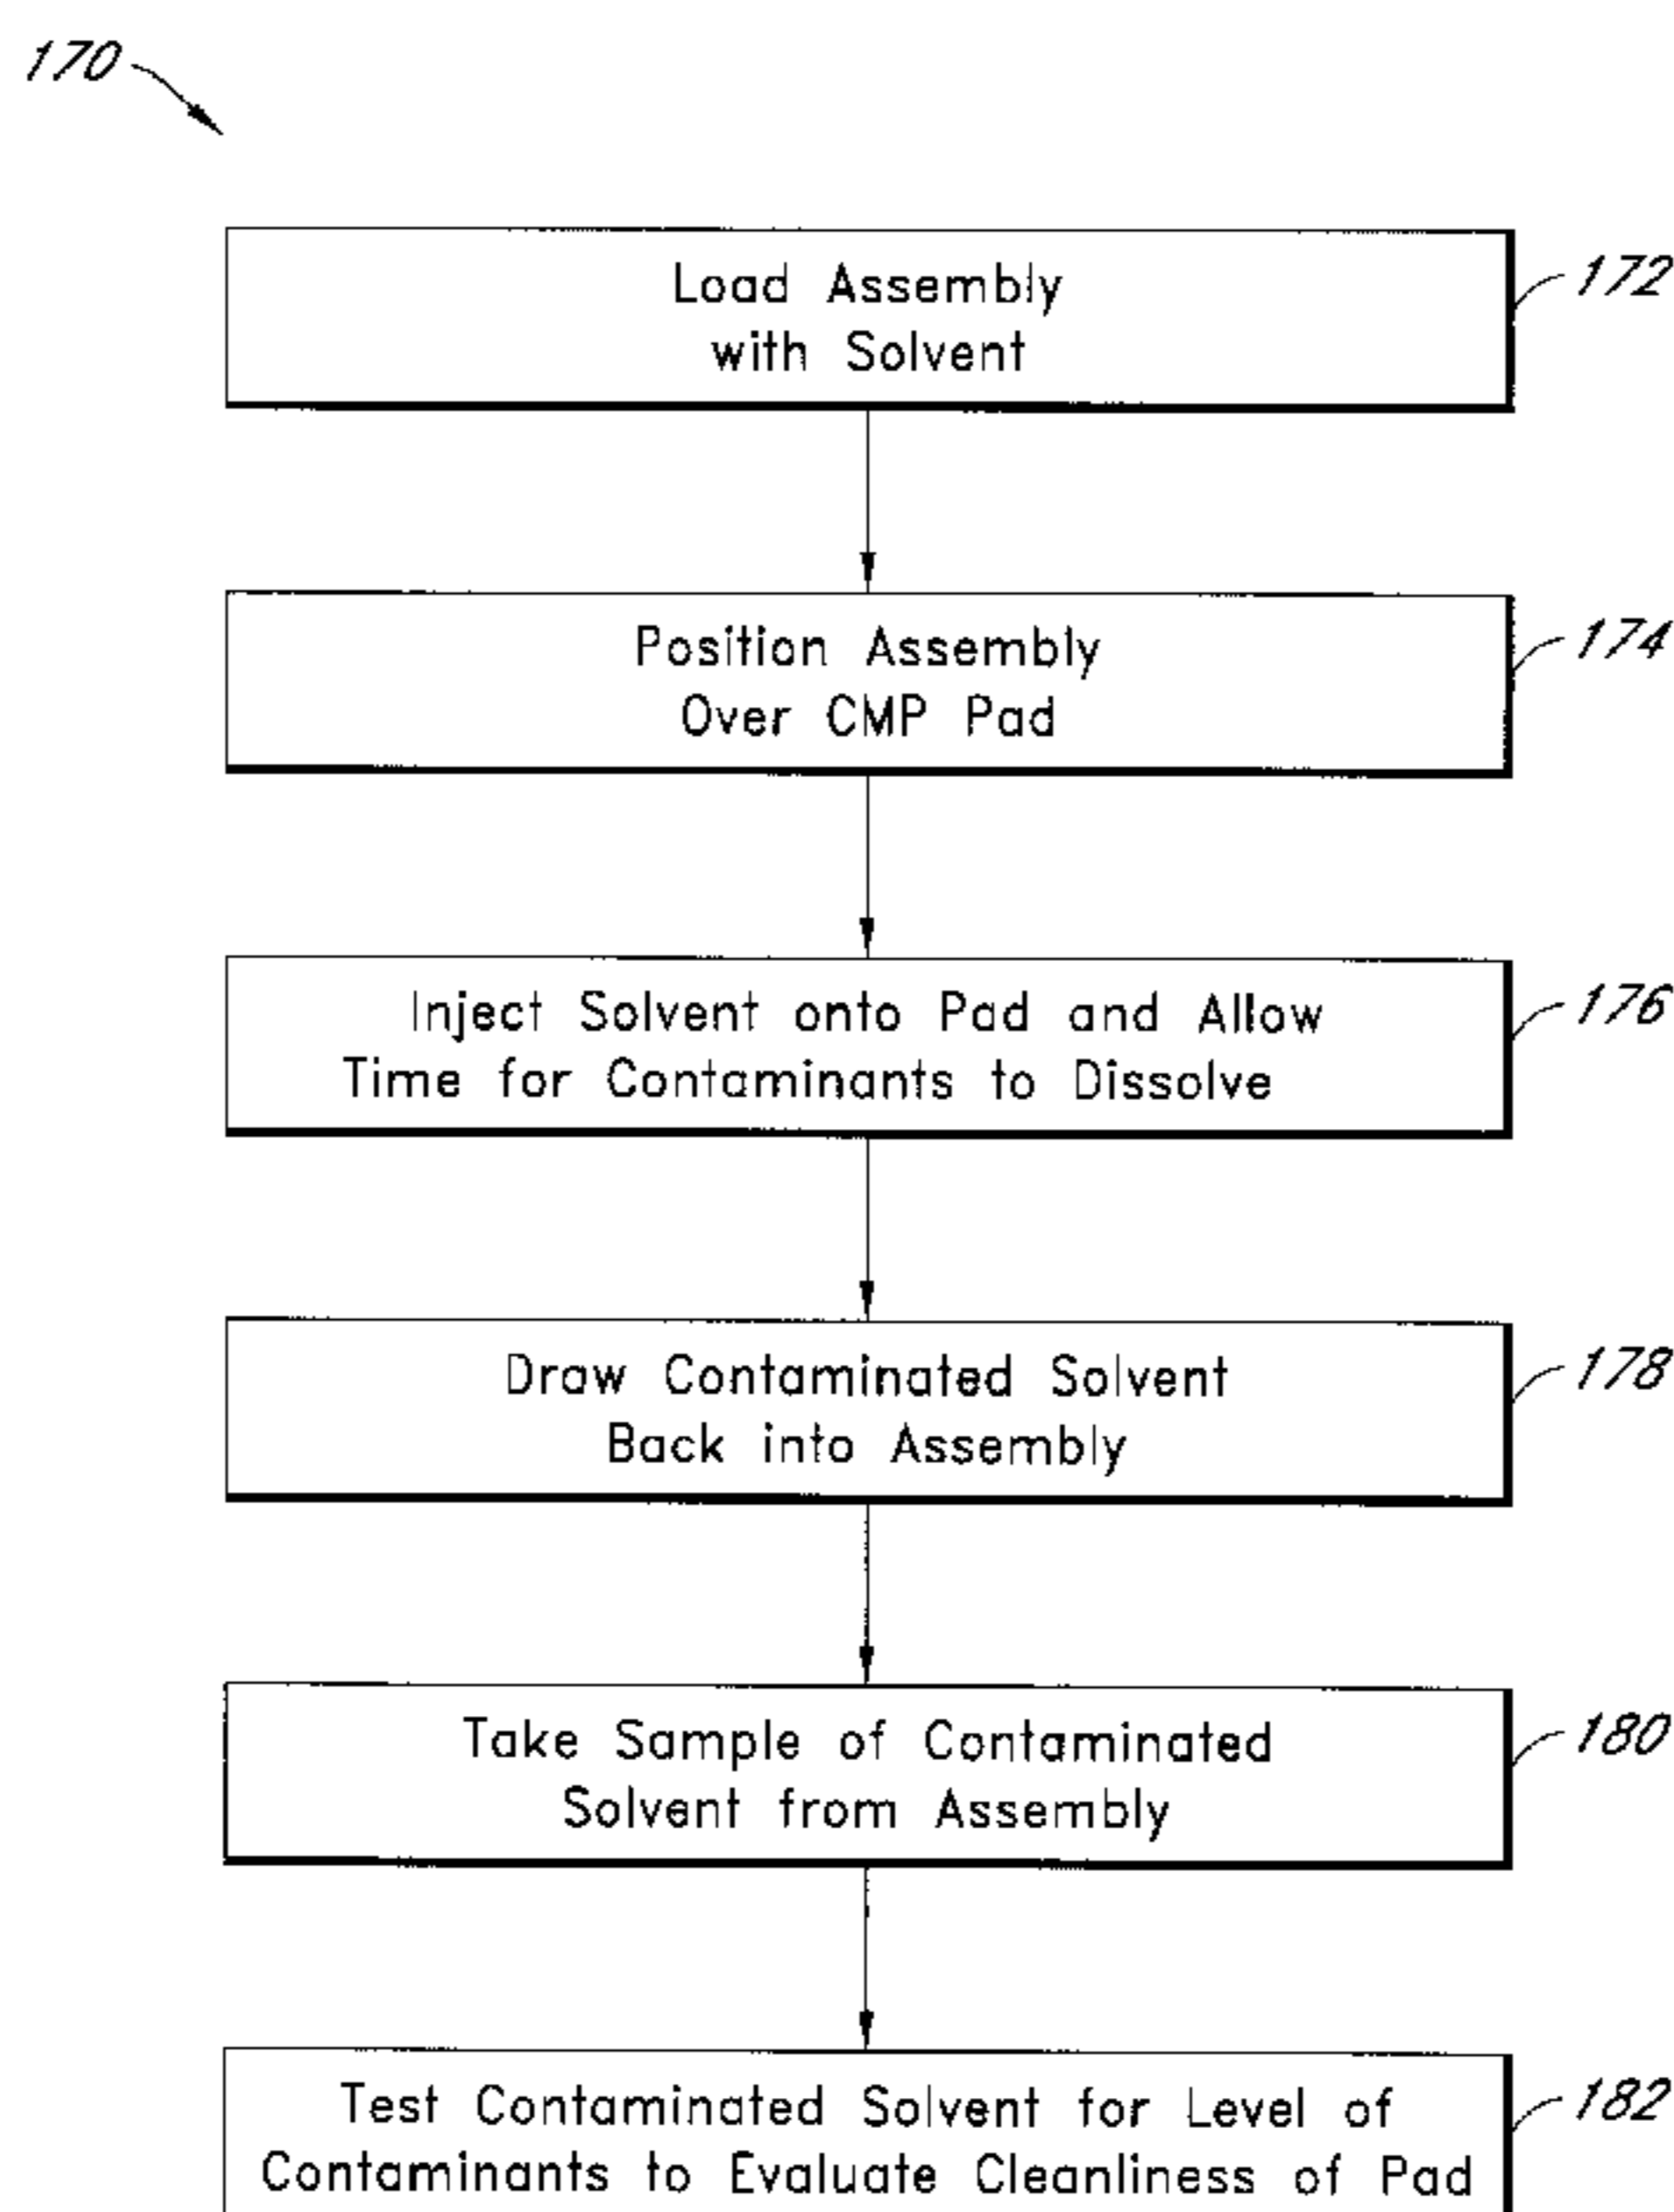 170
Load Assembly
with Solvent
172
Position Assembly
Over CMP Pad
174
Inject Solvent onto Pad and Allow
Time for Contaminants to Dissolve
176
Draw Contaminated Solvent
Back into Assembly
178
Take Sample of Contaminated
Solvent from Assembly
180
Test Contaminated Solvent for Level of
Contaminants to Evaluate Cleanliness of Pad
182